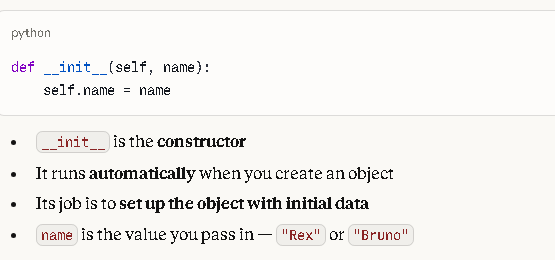 python
def __init__(self, name):
    self.name = name
• __init__ is the constructor
• It runs automatically when you create an object
• Its job is to set up the object with initial data
• name is the value you pass in — "Rex" or "Bruno"